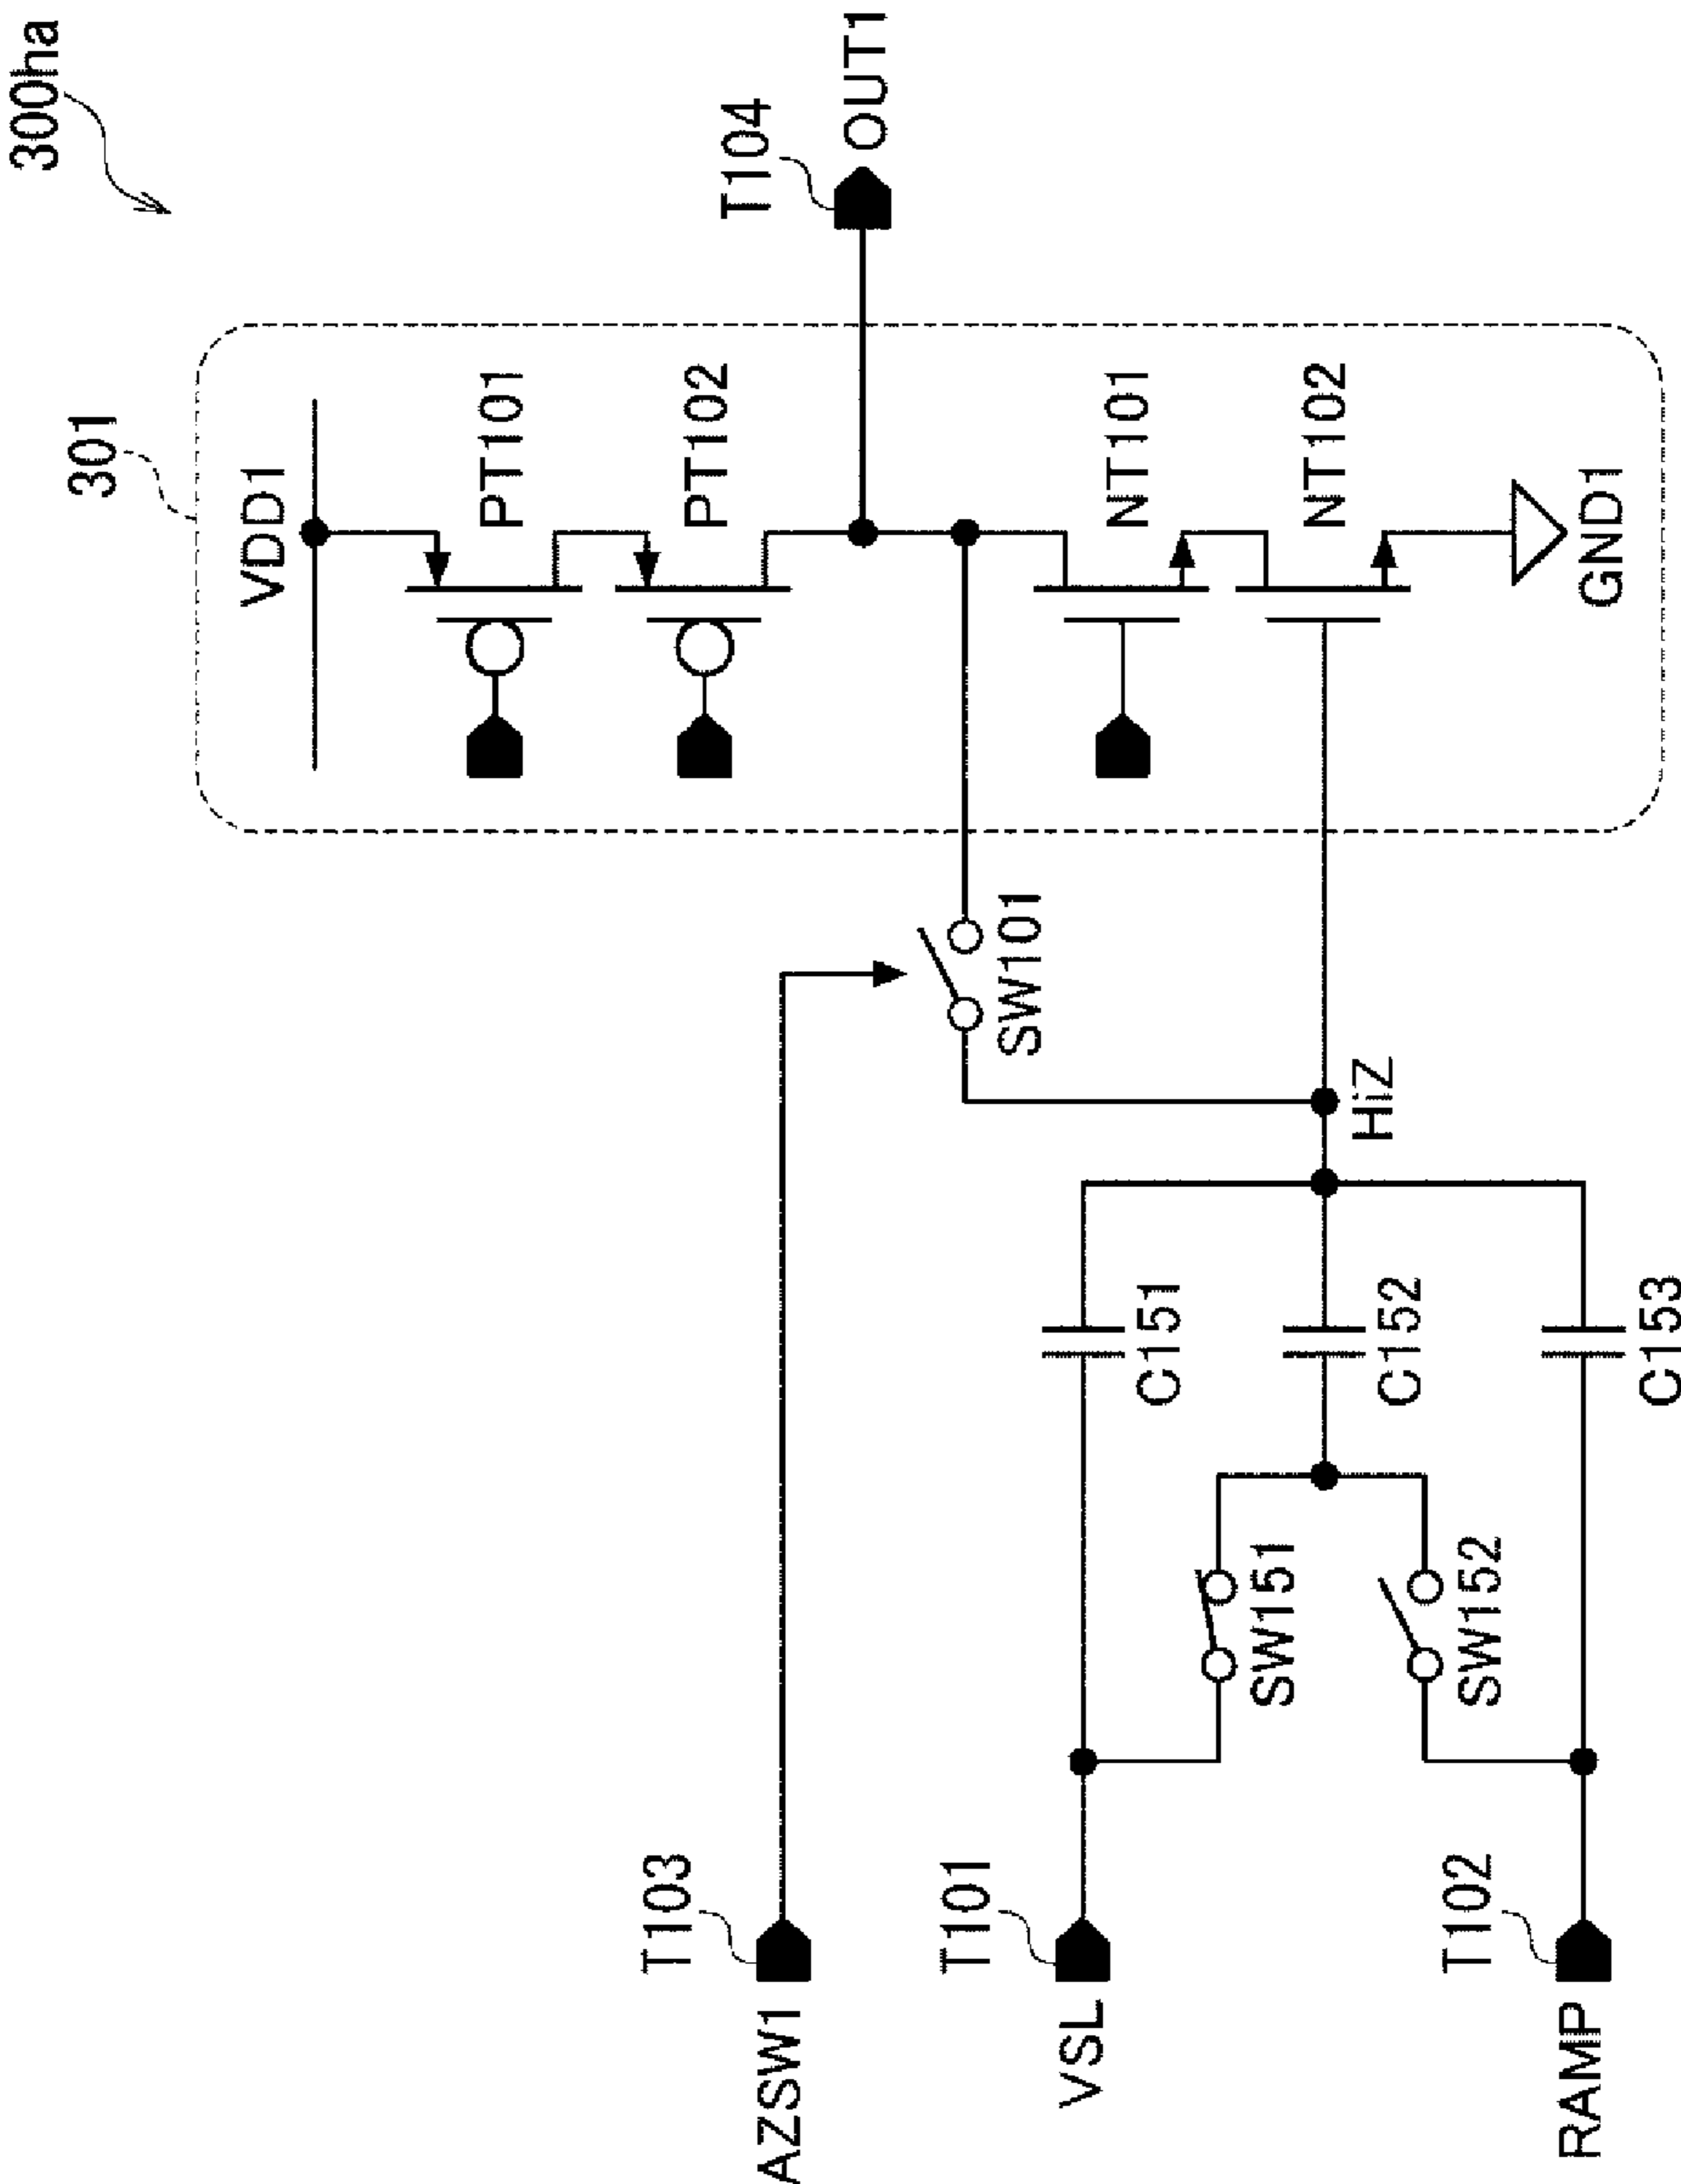 300ha
301
VDD1
PT101
PT102
T104
OUT1
NT101
NT102
GND1
SW101
HiZ
C151
C152
C153
SW151
SW152
T103
AZSW1
T101
VSL
T102
RAMP